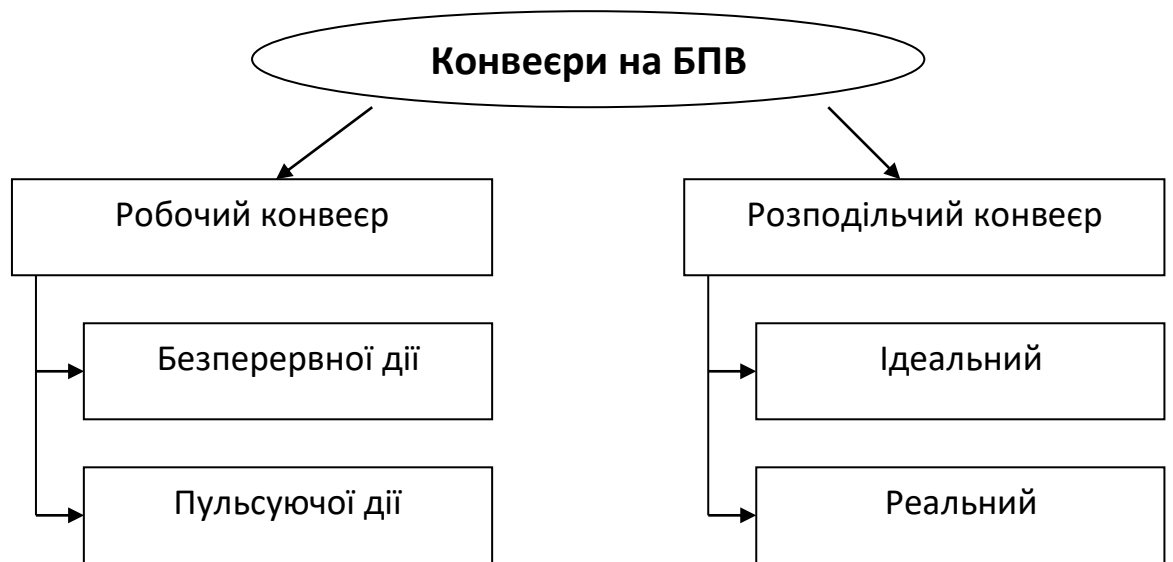 Конвеєри на БПВ
Робочий конвеєр
Розподільчий конвеєр
Безперервної дії
Ідеальний
Пульсуючої дії
Реальний